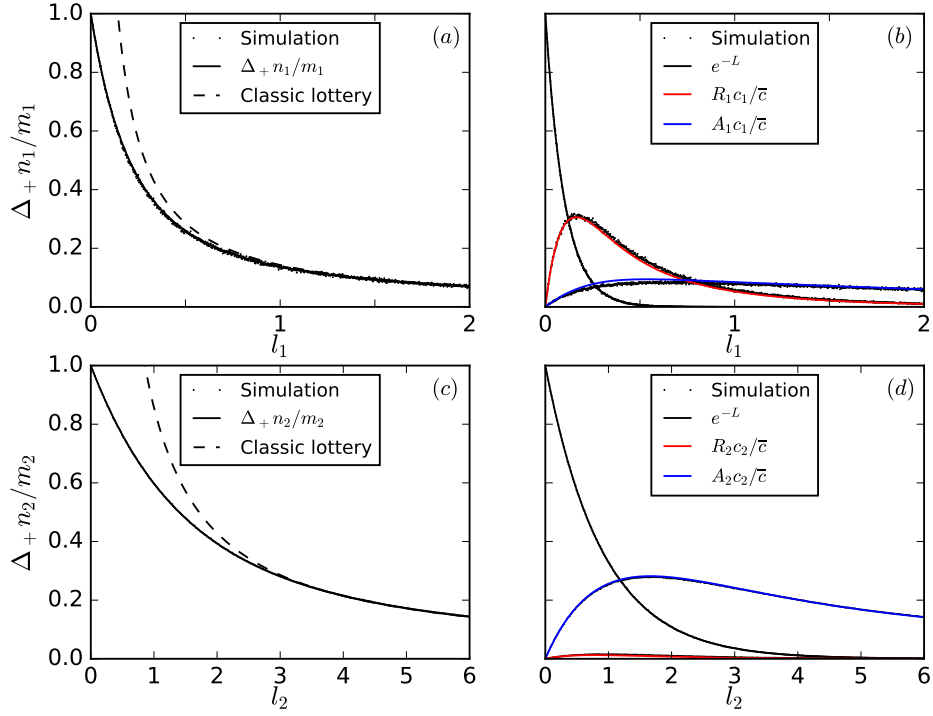 (a)
Simulation
Δ₊n₁/m₁
Classic lottery
Δ₊n₁/m₁
1.0
0.8
0.6
0.4
0.2
0.0
0 1 2
l₁
(b)
Simulation
e^{-L}
R₁c₁/c̅
A₁c₁/c̅
0 1 2
l₁
(c)
Simulation
Δ₊n₂/m₂
Classic lottery
Δ₊n₂/m₂
1.0
0.8
0.6
0.4
0.2
0.0
0 1 2 3 4 5 6
l₂
(d)
Simulation
e^{-L}
R₂c₂/c̅
A₂c₂/c̅
0 1 2 3 4 5 6
l₂